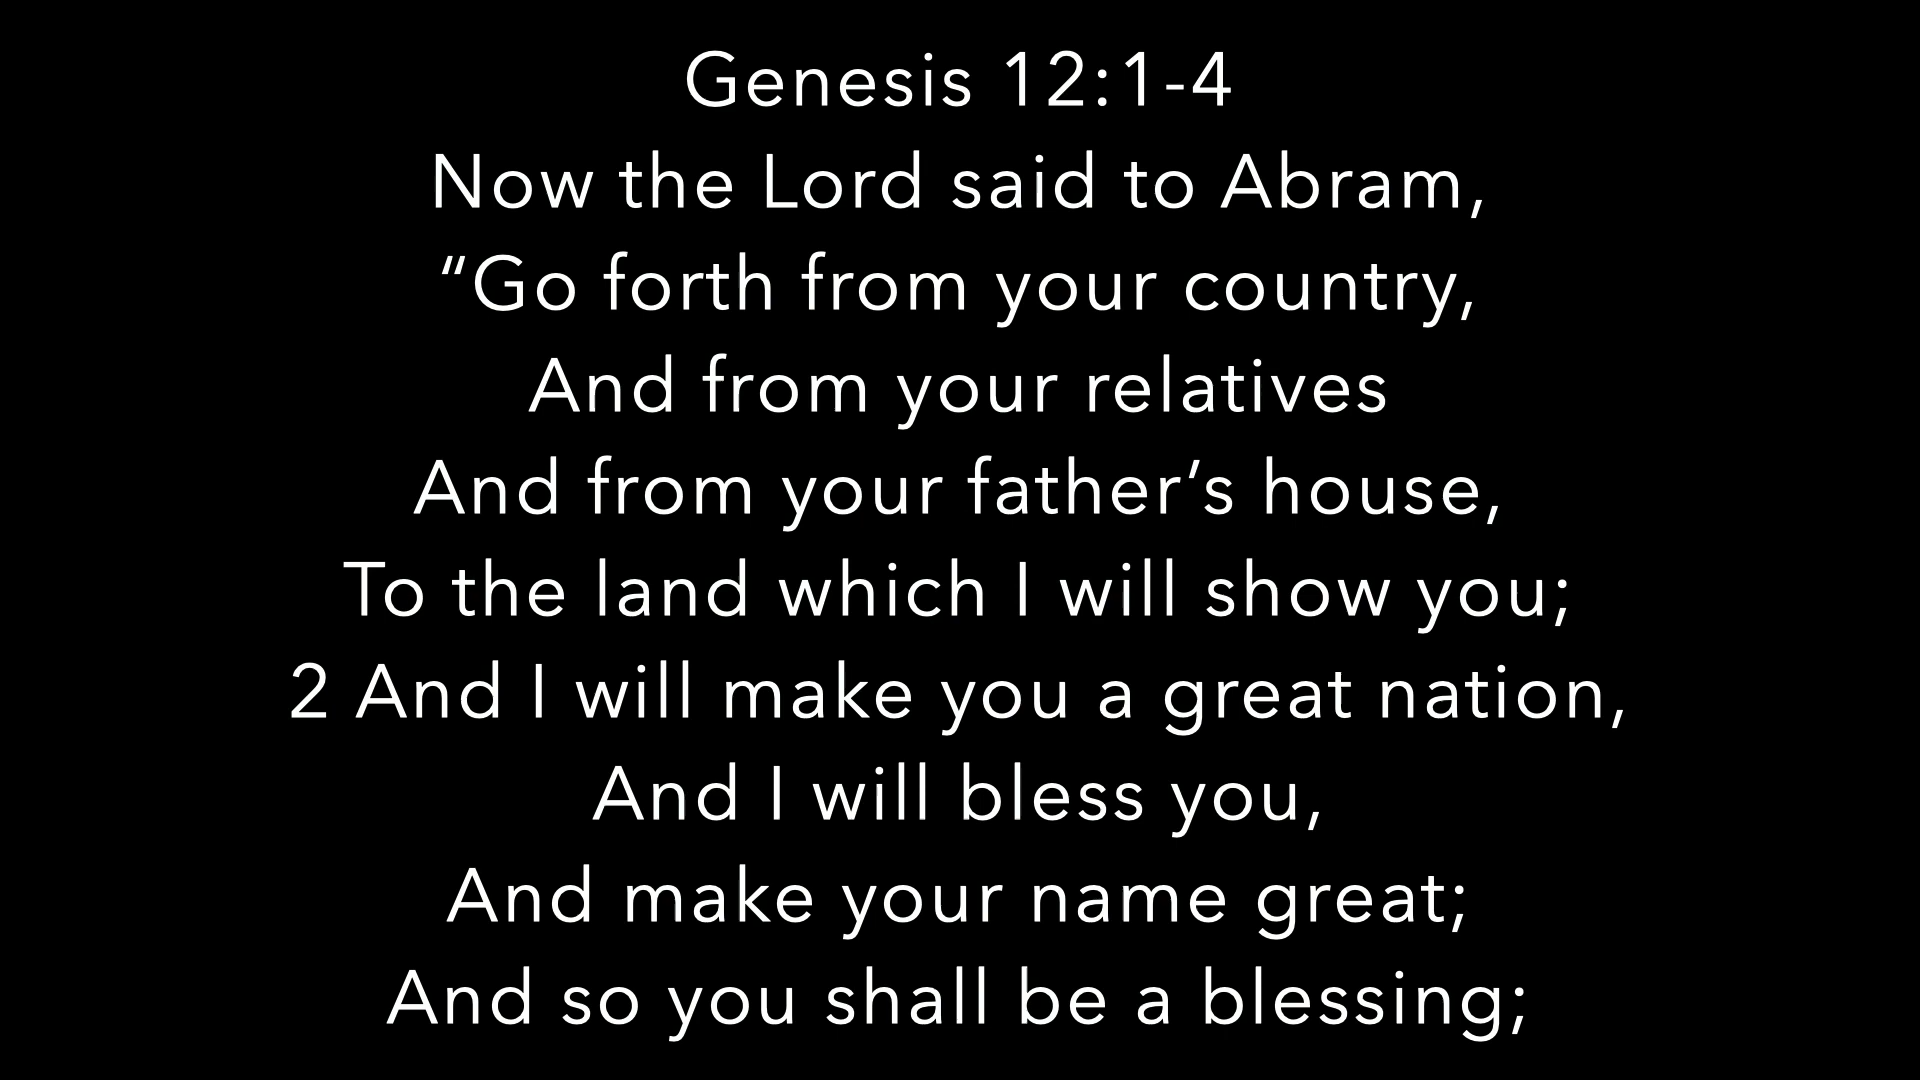 Genesis 12:1-4
Now the Lord said to Abram,
“Go forth from your country,
And from your relatives
And from your father’s house,
To the land which I will show you;
2 And I will make you a great nation,
And I will bless you,
And make your name great;
And so you shall be a blessing;